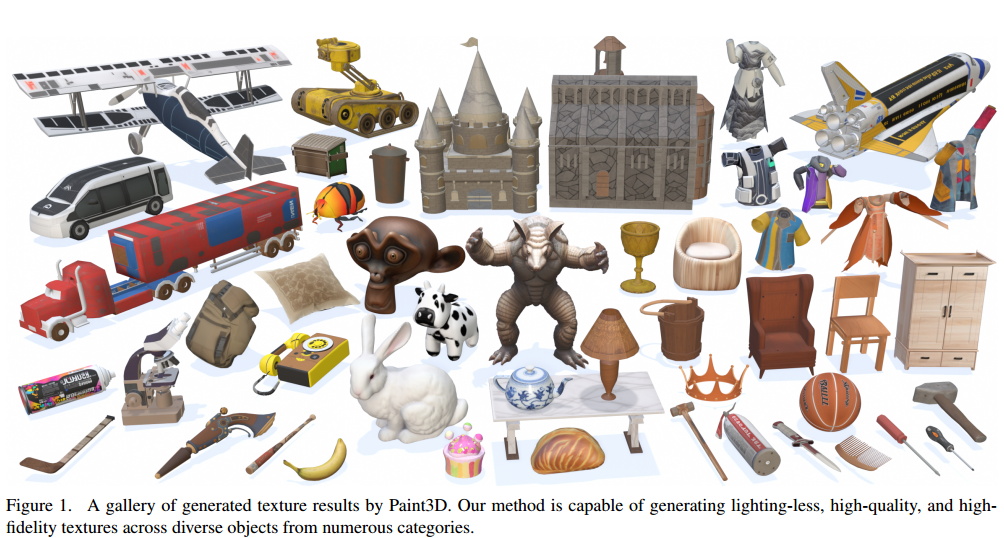 Figure 1. A gallery of generated texture results by Paint3D. Our method is capable of generating lighting-less, high-quality, and high-
fidelity textures across diverse objects from numerous categories.